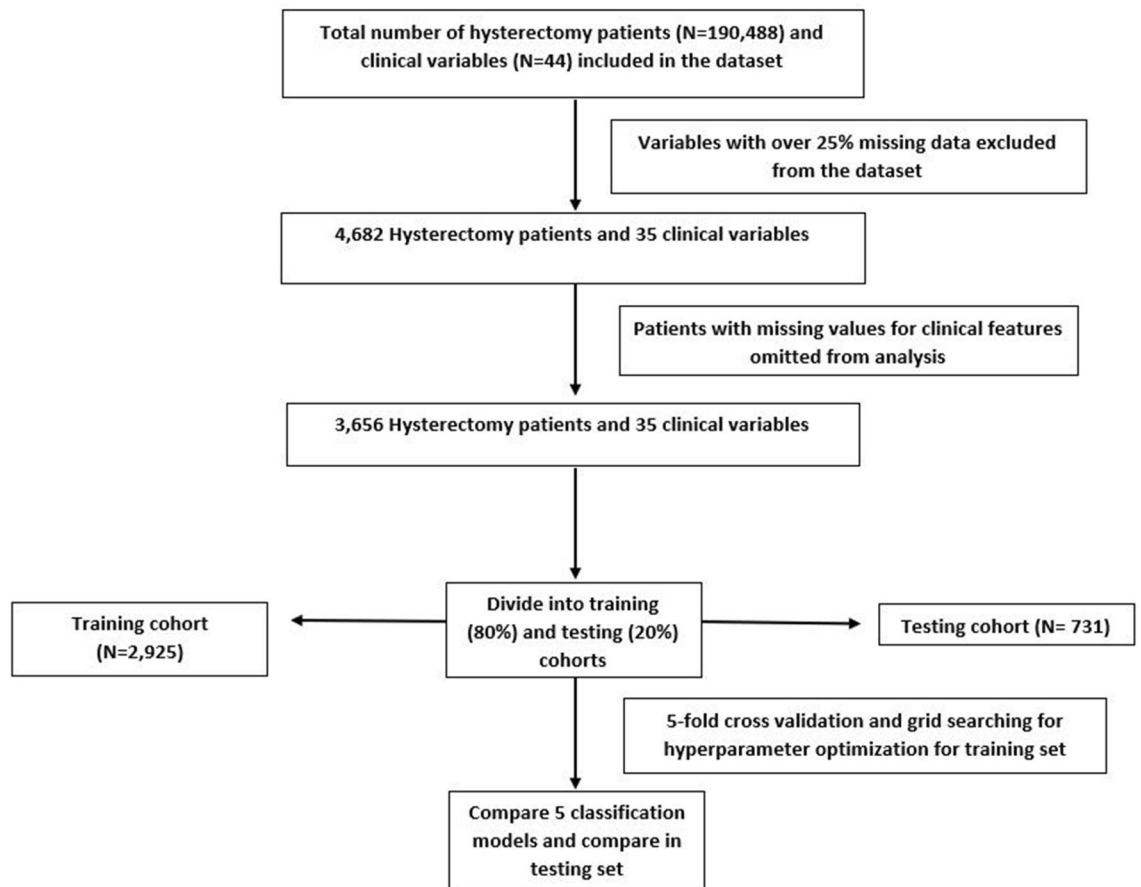 Total number of hysterectomy patients (N=190,488) and
clinical variables (N=44) included in the dataset
Variables with over 25% missing data excluded
from the dataset
4,682 Hysterectomy patients and 35 clinical variables
Patients with missing values for clinical features
omitted from analysis
3,656 Hysterectomy patients and 35 clinical variables
Training cohort
(N=2,925)
Divide into training
(80%) and testing (20%)
cohorts
Testing cohort (N= 731)
5-fold cross validation and grid searching for
hyperparameter optimization for training set
Compare 5 classification
models and compare in
testing set